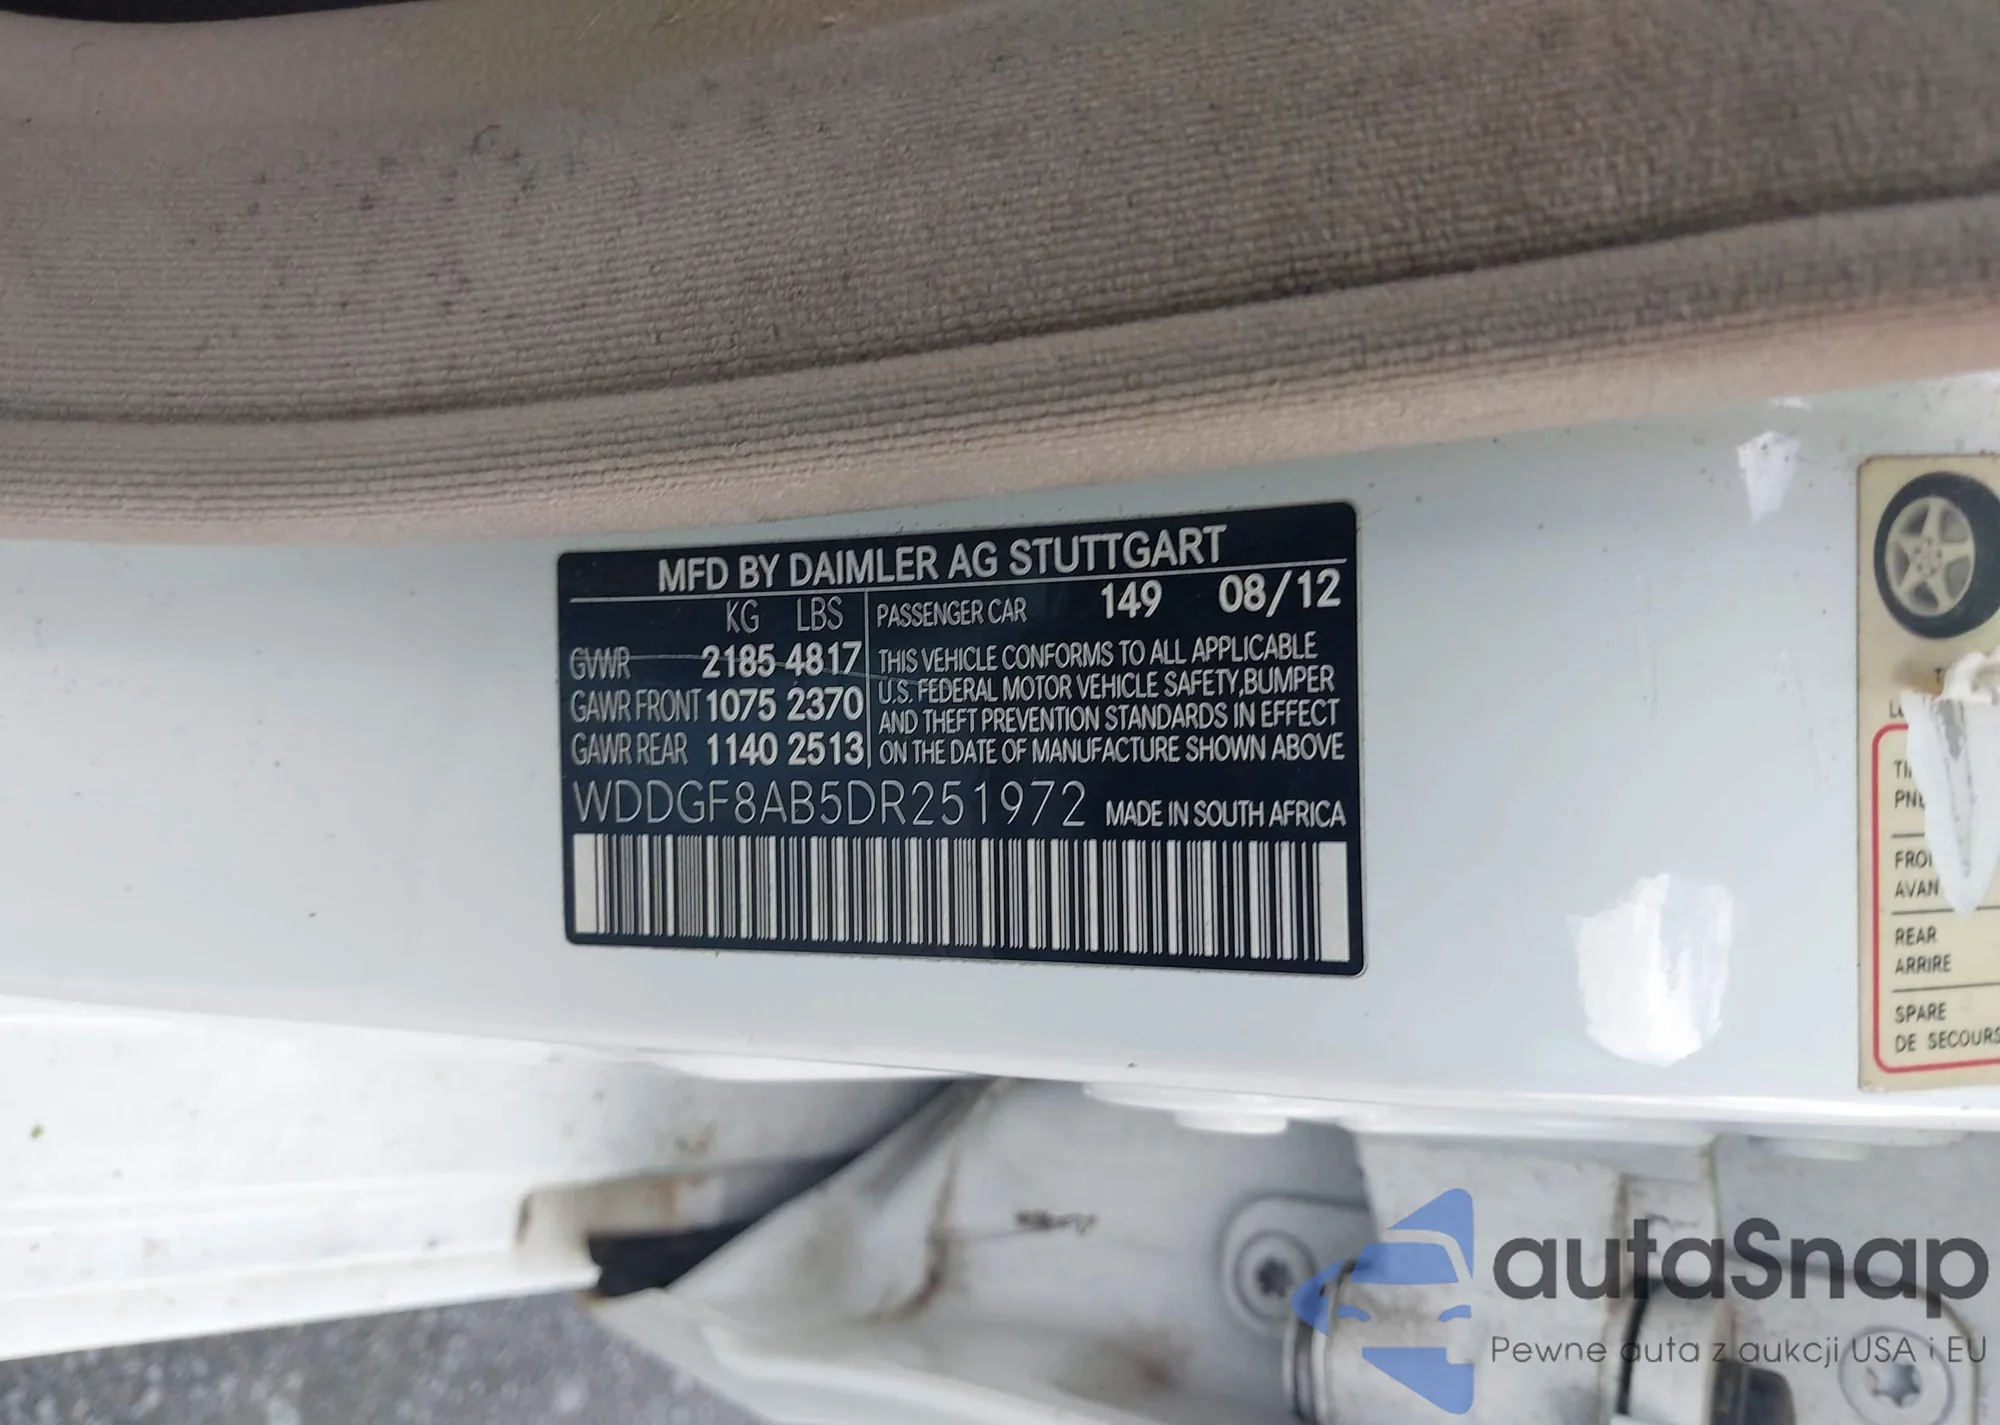 MFD BY DAIMLER AG STUTTGART
KG LBS
GVWR 2185 4817
GAWR FRONT 1075 2370
GAWR REAR 1140 2513
PASSENGER CAR 149 08/12
THIS VEHICLE CONFORMS TO ALL APPLICABLE
U.S. FEDERAL MOTOR VEHICLE SAFETY,BUMPER
AND THEFT PREVENTION STANDARDS IN EFFECT
ON THE DATE OF MANUFACTURE SHOWN ABOVE
WDDGF8AB5DR251972 MADE IN SOUTH AFRICA
REAR
ARRIRE
SPARE
DE SECOURS
autaSnap
Pewne auta z aukcji USA i EU